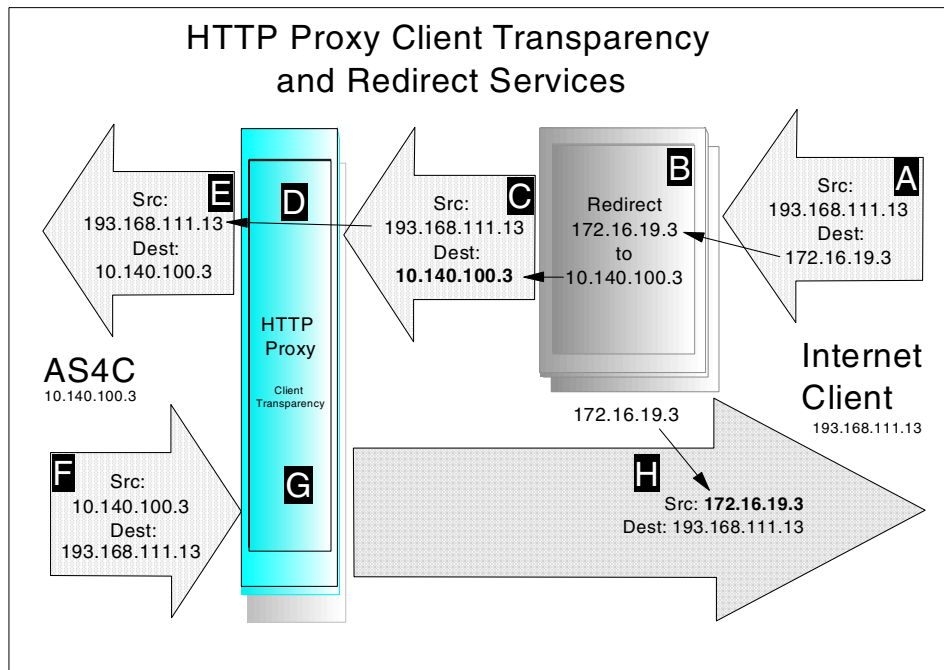 HTTP Proxy Client Transparency
and Redirect Services
E
Src:
193.168.111.13
Dest:
10.140.100.3
D
C
Src:
193.168.111.13
Dest:
10.140.100.3
B
Redirect
172.16.19.3
to
10.140.100.3
A
Src:
193.168.111.13
Dest:
172.16.19.3
HTTP
Proxy
Client
Transparency
AS4C
10.140.100.3
Internet
Client
193.168.111.13
172.16.19.3
F
Src:
10.140.100.3
Dest:
193.168.111.13
G
H
Src: 172.16.19.3
Dest: 193.168.111.13